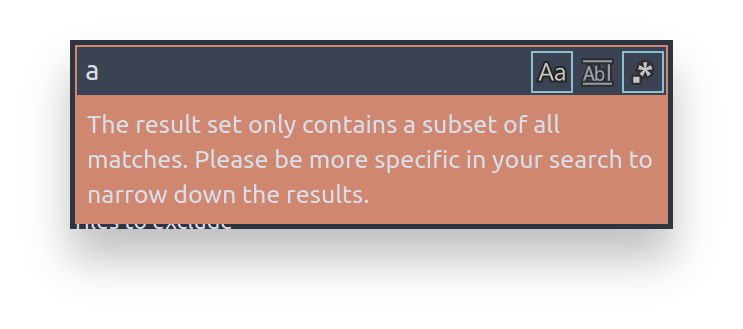 a Aa Abl .*
The result set only contains a subset of all
matches. Please be more specific in your search to
narrow down the results.
files to exclude